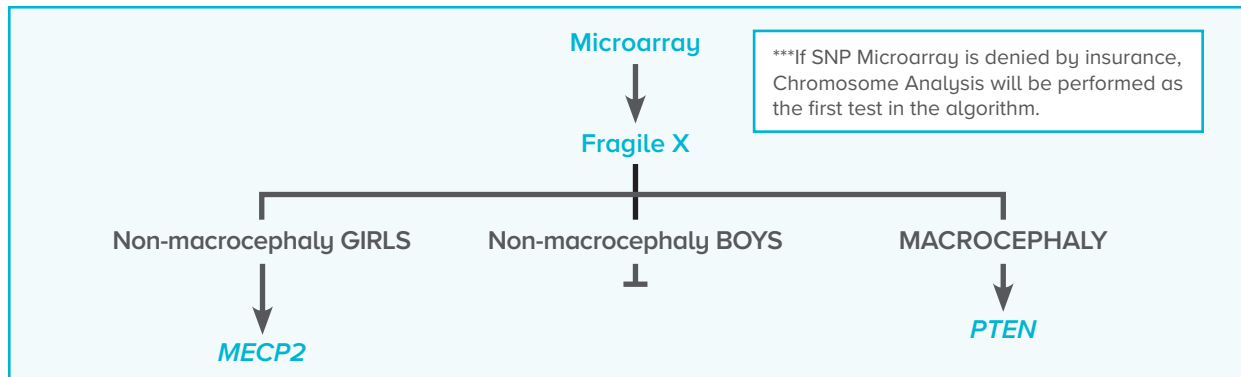 Microarray
***If SNP Microarray is denied by insurance,
Chromosome Analysis will be performed as
the first test in the algorithm.
Fragile X
Non-macrocephaly GIRLS
Non-macrocephaly BOYS
MACROCEPHALY
MECP2
PTEN